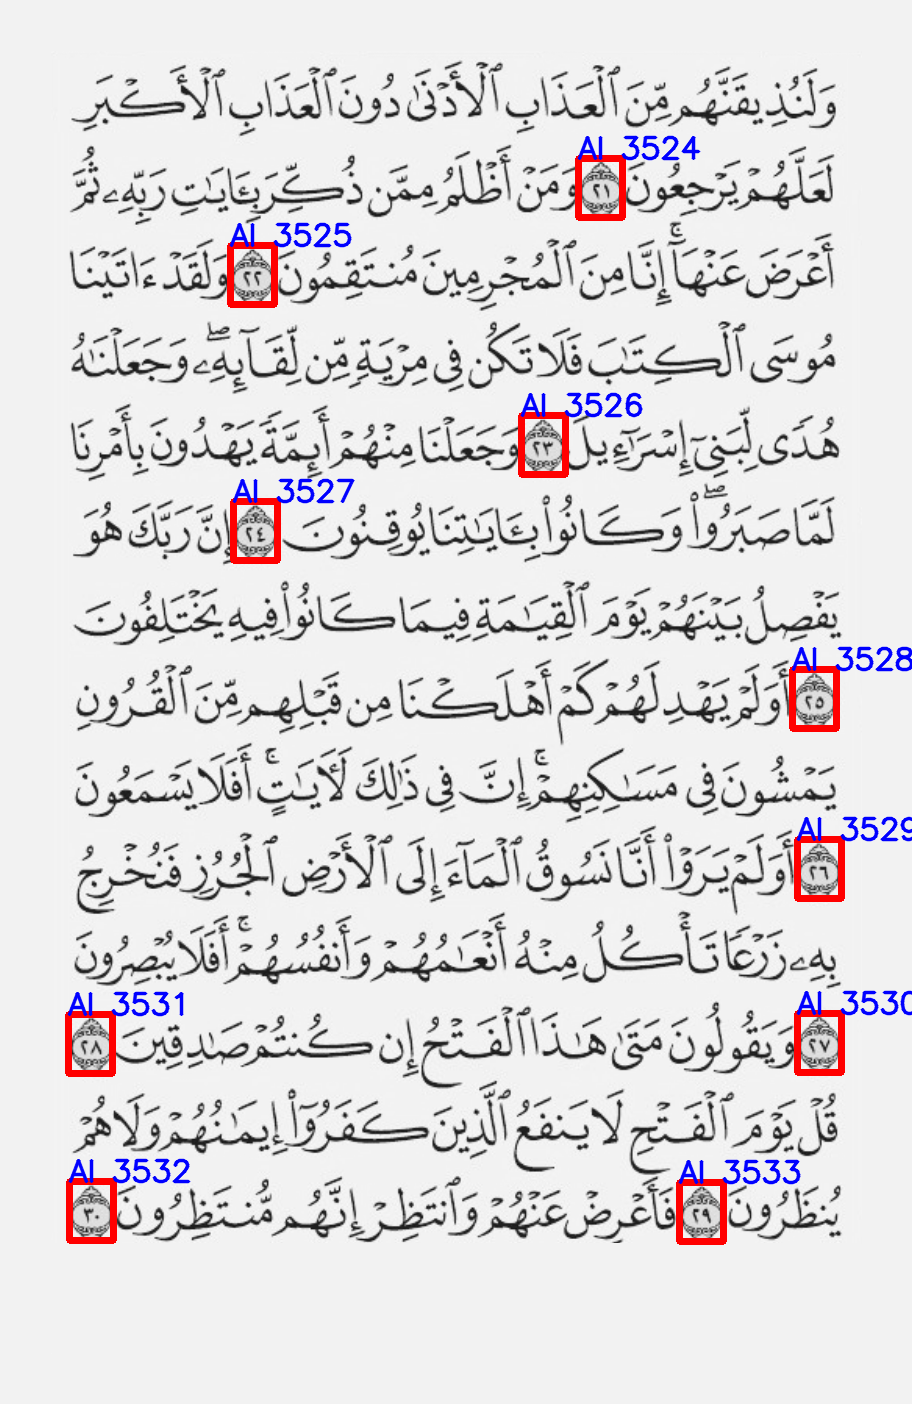 وَلَنُذِيقَنَّهُم مِّنَ ٱلۡعَذَابِ ٱلۡأَدۡنَىٰ دُونَ ٱلۡعَذَابِ ٱلۡأَكۡبَرِ
AI_3524
لَعَلَّهُمۡ يَرۡجِعُونَ ٢١ وَمَنۡ أَظۡلَمُ مِمَّن ذُكِّرَ بِـَٔايَٰتِ رَبِّهِۦ ثُمَّ
AI_3525
أَعۡرَضَ عَنۡهَآۚ إِنَّا مِنَ ٱلۡمُجۡرِمِينَ مُنتَقِمُونَ ٢٢ وَلَقَدۡ ءَاتَيۡنَا
مُوسَى ٱلۡكِتَٰبَ فَلَا تَكُن فِي مِرۡيَةٖ مِّن لِّقَآئِهِۦۖ وَجَعَلۡنَٰهُ
AI_3526
هُدٗى لِّبَنِيٓ إِسۡرَٰٓءِيلَ ٢٣ وَجَعَلۡنَا مِنۡهُمۡ أَئِمَّةٗ يَهۡدُونَ بِأَمۡرِنَا
AI_3527
لَمَّا صَبَرُواْۖ وَكَانُواْ بِـَٔايَٰتِنَا يُوقِنُونَ ٢٤ إِنَّ رَبَّكَ هُوَ
يَفۡصِلُ بَيۡنَهُمۡ يَوۡمَ ٱلۡقِيَٰمَةِ فِيمَا كَانُواْ فِيهِ يَخۡتَلِفُونَ
AI_3528
٢٥ أَوَلَمۡ يَهۡدِ لَهُمۡ كَمۡ أَهۡلَكۡنَا مِن قَبۡلِهِم مِّنَ ٱلۡقُرُونِ
يَمۡشُونَ فِي مَسَٰكِنِهِمۡۚ إِنَّ فِي ذَٰلِكَ لَأٓيَٰتٍۚ أَفَلَا يَسۡمَعُونَ
AI_3529
٢٦ أَوَلَمۡ يَرَوۡاْ أَنَّا نَسُوقُ ٱلۡمَآءَ إِلَى ٱلۡأَرۡضِ ٱلۡجُرُزِ فَنُخۡرِجُ
بِهِۦ زَرۡعٗا تَأۡكُلُ مِنۡهُ أَنۡعَٰمُهُمۡ وَأَنفُسُهُمۡۚ أَفَلَا يُبۡصِرُونَ
AI_3530 AI_3531
٢٧ وَيَقُولُونَ مَتَىٰ هَٰذَا ٱلۡفَتۡحُ إِن كُنتُمۡ صَٰدِقِينَ ٢٨
قُلۡ يَوۡمَ ٱلۡفَتۡحِ لَا يَنفَعُ ٱلَّذِينَ كَفَرُوٓاْ إِيمَٰنُهُمۡ وَلَا هُمۡ
AI_3533 AI_3532
يُنظَرُونَ ٢٩ فَأَعۡرِضۡ عَنۡهُمۡ وَٱنتَظِرۡ إِنَّهُم مُّنتَظِرُونَ ٣٠